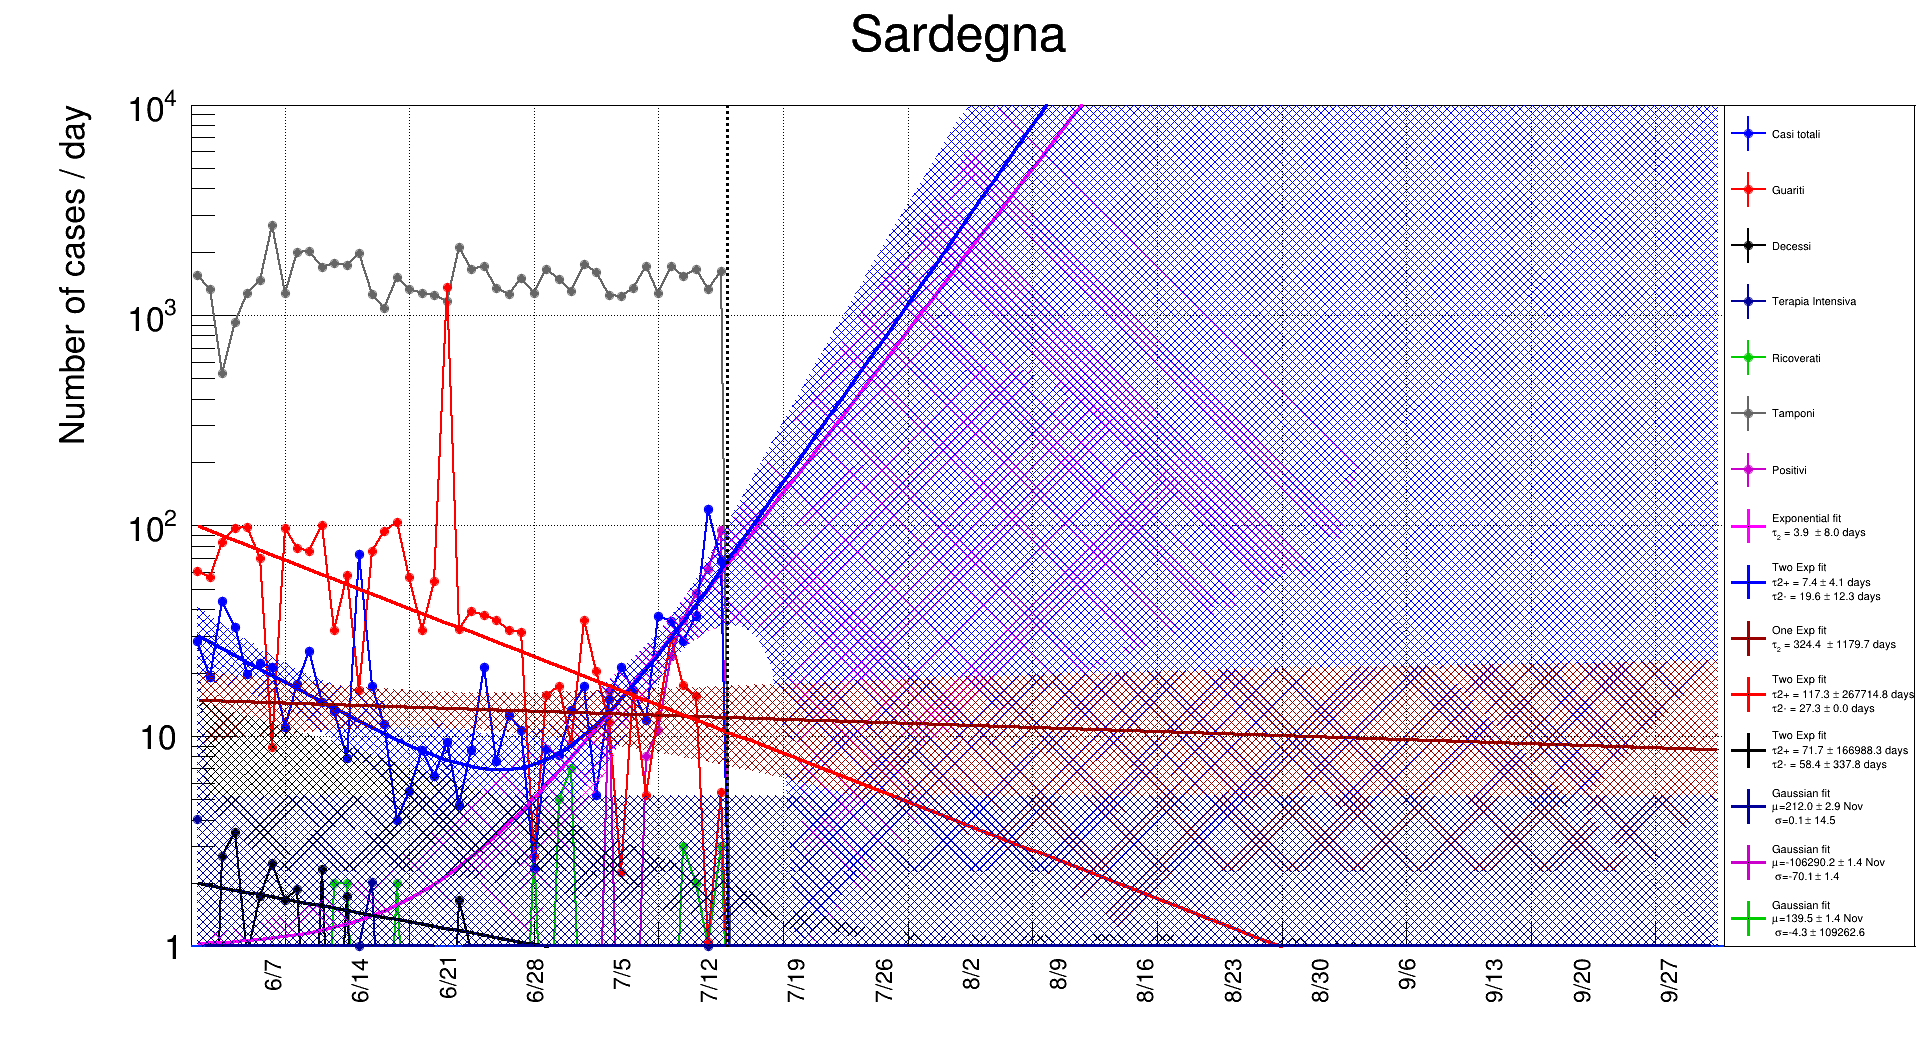 Sardegna
Number of cases / day
10⁴
10³
10²
10
1
6/7
6/14
6/21
6/28
7/5
7/12
7/19
7/26
8/2
8/9
8/16
8/23
8/30
9/6
9/13
9/20
9/27
Casi totali
Guariti
Decessi
Terapia Intensiva
Ricoverati
Tamponi
Positivi
Exponential fit
τ₂ = 3.9 ± 8.0 days
Two Exp fit
τ2+ = 7.4 ± 4.1 days
τ2- = 19.6 ± 12.3 days
One Exp fit
τ₂ = 324.4 ± 1179.7 days
Two Exp fit
τ2+ = 117.3 ± 267714.8 days
τ2- = 27.3 ± 0.0 days
Two Exp fit
τ2+ = 71.7 ± 166988.3 days
τ2- = 58.4 ± 337.8 days
Gaussian fit
μ=212.0 ± 2.9 Nov
σ=0.1 ± 14.5
Gaussian fit
μ=-106290.2 ± 1.4 Nov
σ=-70.1 ± 1.4
Gaussian fit
μ=139.5 ± 1.4 Nov
σ=-4.3 ± 109262.6